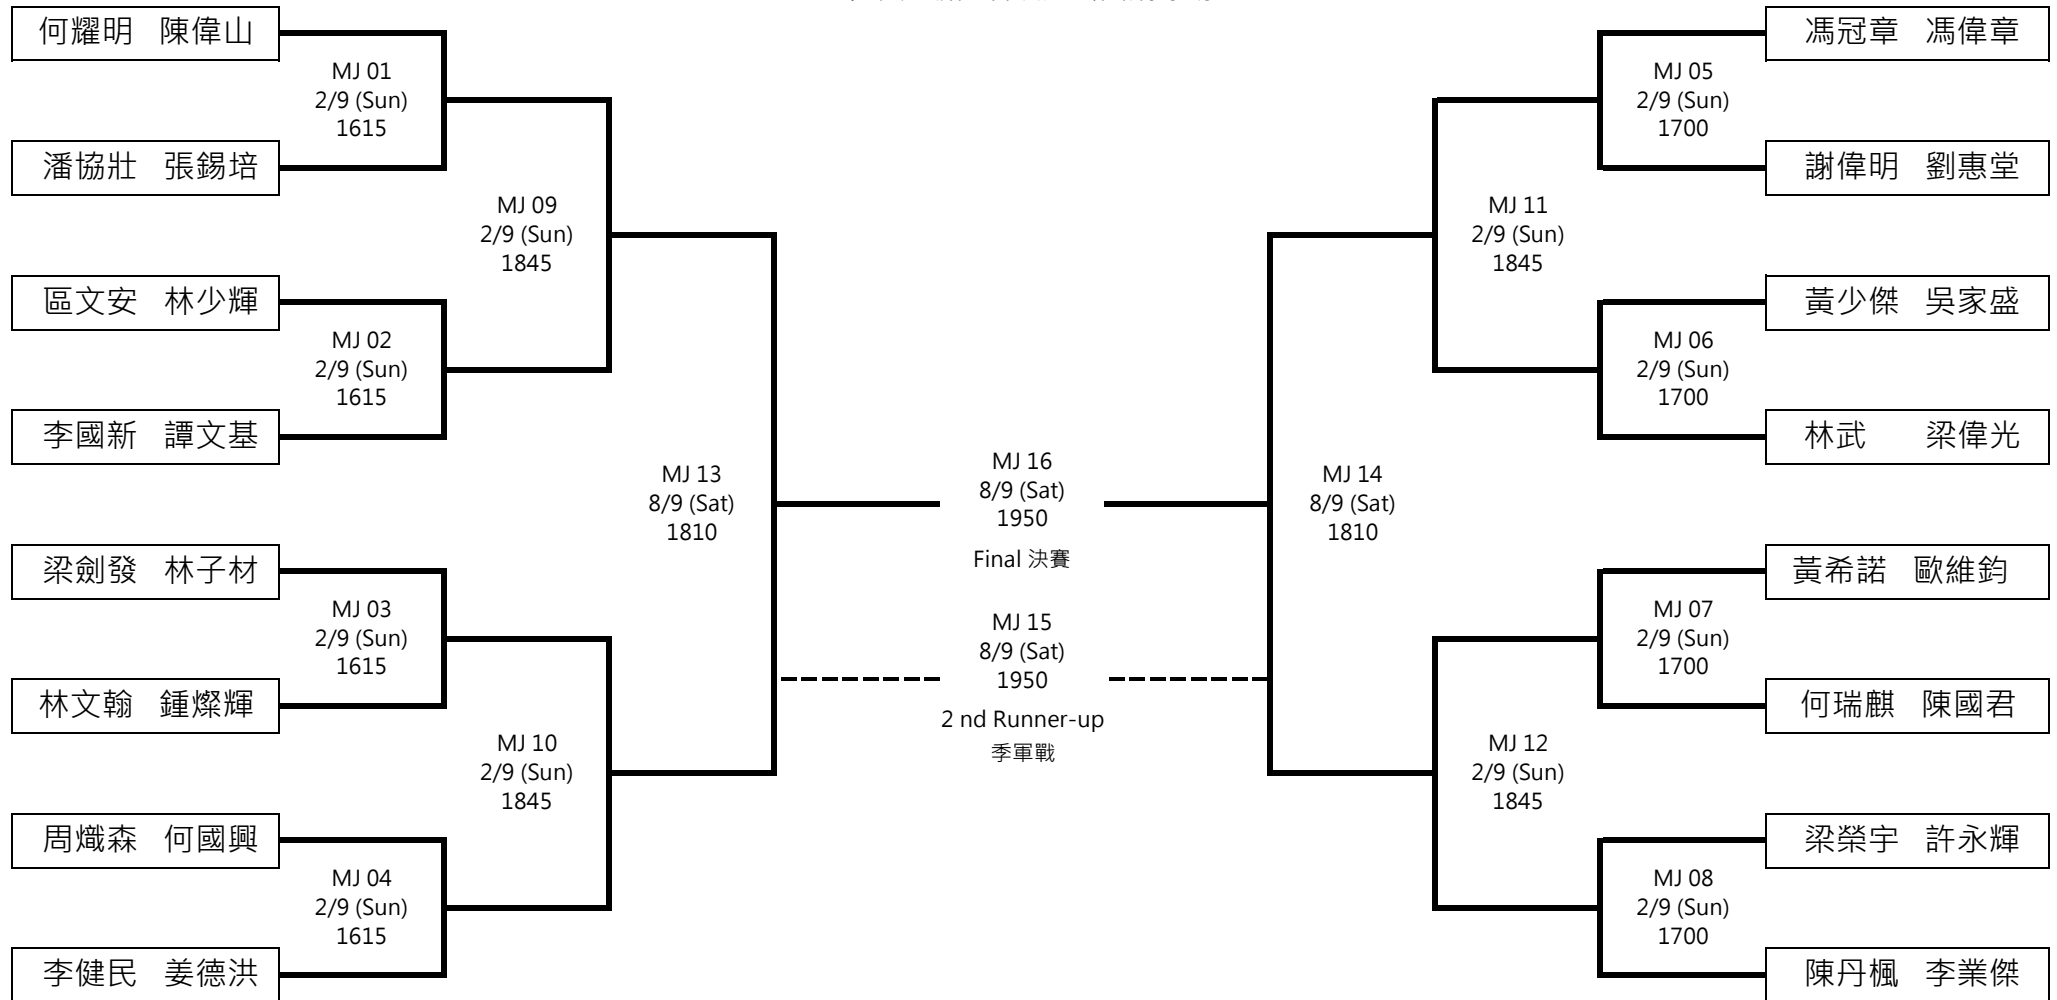 何耀明 陳偉山
MJ 01
2/9 (Sun)
1615
潘協壯 張錫培
MJ 09
2/9 (Sun)
1845
區文安 林少輝
MJ 02
2/9 (Sun)
1615
李國新 譚文基
MJ 13
8/9 (Sat)
1810
梁劍發 林子材
MJ 03
2/9 (Sun)
1615
林文翰 鍾燦輝
MJ 10
2/9 (Sun)
1845
周熾森 何國興
MJ 04
2/9 (Sun)
1615
李健民 姜德洪
MJ 16
8/9 (Sat)
1950
Final 決賽
MJ 15
8/9 (Sat)
1950
2 nd Runner-up
季軍戰
馮冠章 馮偉章
MJ 05
2/9 (Sun)
1700
謝偉明 劉惠堂
MJ 11
2/9 (Sun)
1845
黃少傑 吳家盛
MJ 06
2/9 (Sun)
1700
林武 梁偉光
MJ 14
8/9 (Sat)
1810
黃希諾 歐維鈞
MJ 07
2/9 (Sun)
1700
何瑞麒 陳國君
MJ 12
2/9 (Sun)
1845
梁榮宇 許永輝
MJ 08
2/9 (Sun)
1700
陳丹楓 李業傑